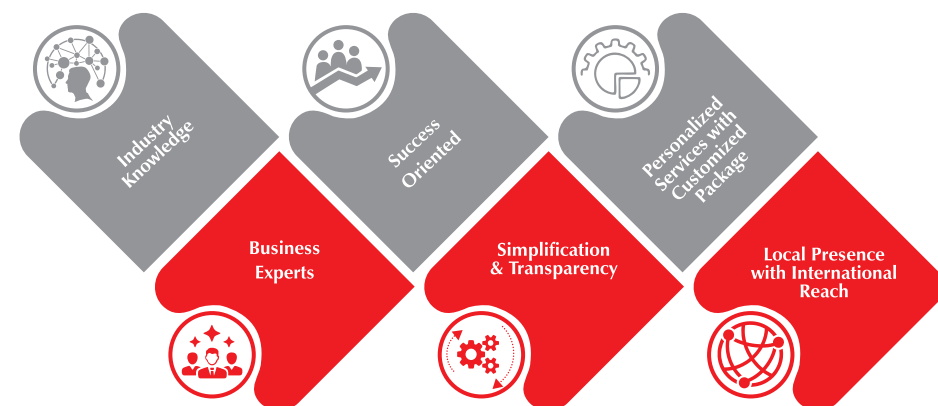 Industry
Knowledge
Success
Oriented
Personalized
Services with
Customized
Package
Business
Experts
Simplification
& Transparency
Local Presence
with International
Reach